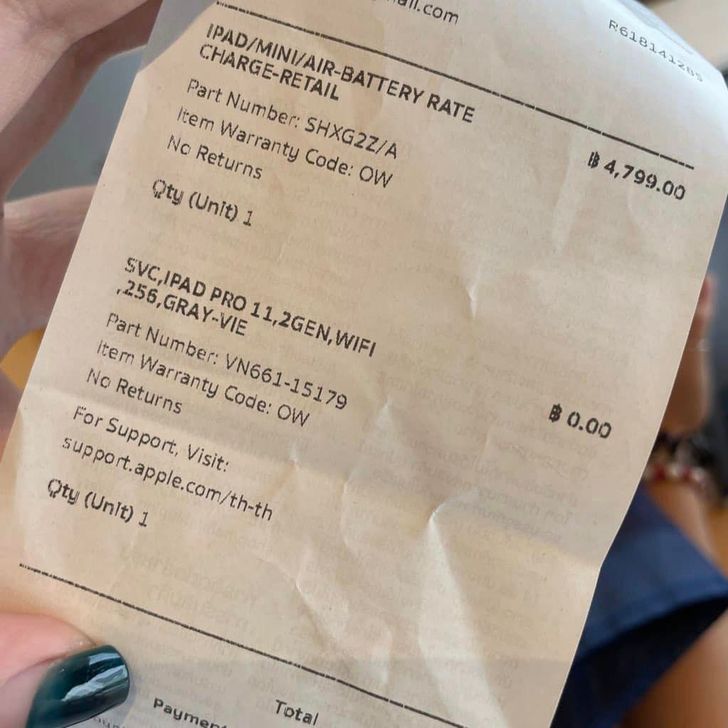 R618141289
IPAD/MINI/AIR-BATTERY RATE
CHARGE-RETAIL
Part Number: SHXG2Z/A
฿ 4,799.00
Item Warranty Code: OW
No Returns
Qty (Unit) 1
SVC,IPAD PRO 11,2GEN,WIFI
,256,GRAY-VIE
Part Number: VN661-15179
฿ 0.00
Item Warranty Code: OW
No Returns
For Support, Visit:
support.apple.com/th-th
Qty (Unit) 1
Total